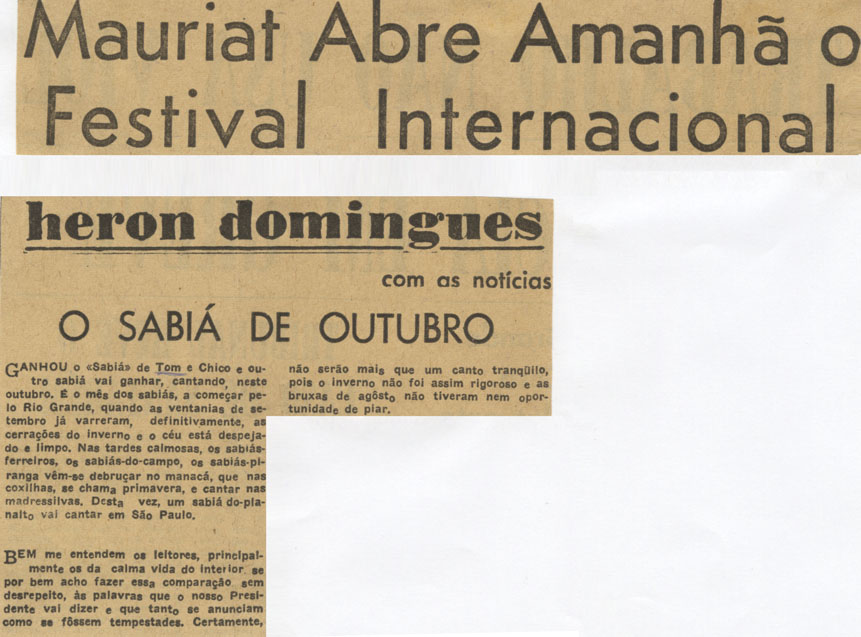 Mauriat Abre Amanhã o
Festival Internacional
heron domingues
com as notícias
O SABIÁ DE OUTUBRO
GANHOU o «Sabiá» de Tom e Chico e ou-
tro sabiá vai ganhar, cantando, neste
outubro. É o mês dos sabiás, a começar pe-
lo Rio Grande, quando as ventanias de se-
tembro já varreram, definitivamente, as
cerrações do inverno e o céu está despeja-
do e limpo. Nas tardes calmosas, os sabiás-
ferreiros, os sabiás-do-campo, os sabiás-pi-
ranga vêm-se debruçar no manacá, que nas
coxilhas, se chama primavera, e cantar nas
madressilvas. Desta vez, um sabiá do-pla-
nalto vai cantar em São Paulo.
BEM me entendem os leitores, principal-
mente os da calma vida do interior se
por bem acho fazer essa comparação sem
desrepeito, às palavras que o nosso Presi-
dente vai dizer e que tanto se anunciam
como se fôssem tempestades. Certamente,
não serão mais que um canto tranqüilo,
pois o inverno não foi assim rigoroso e as
bruxas de agôsto não tiveram nem opor-
tunidade de piar.